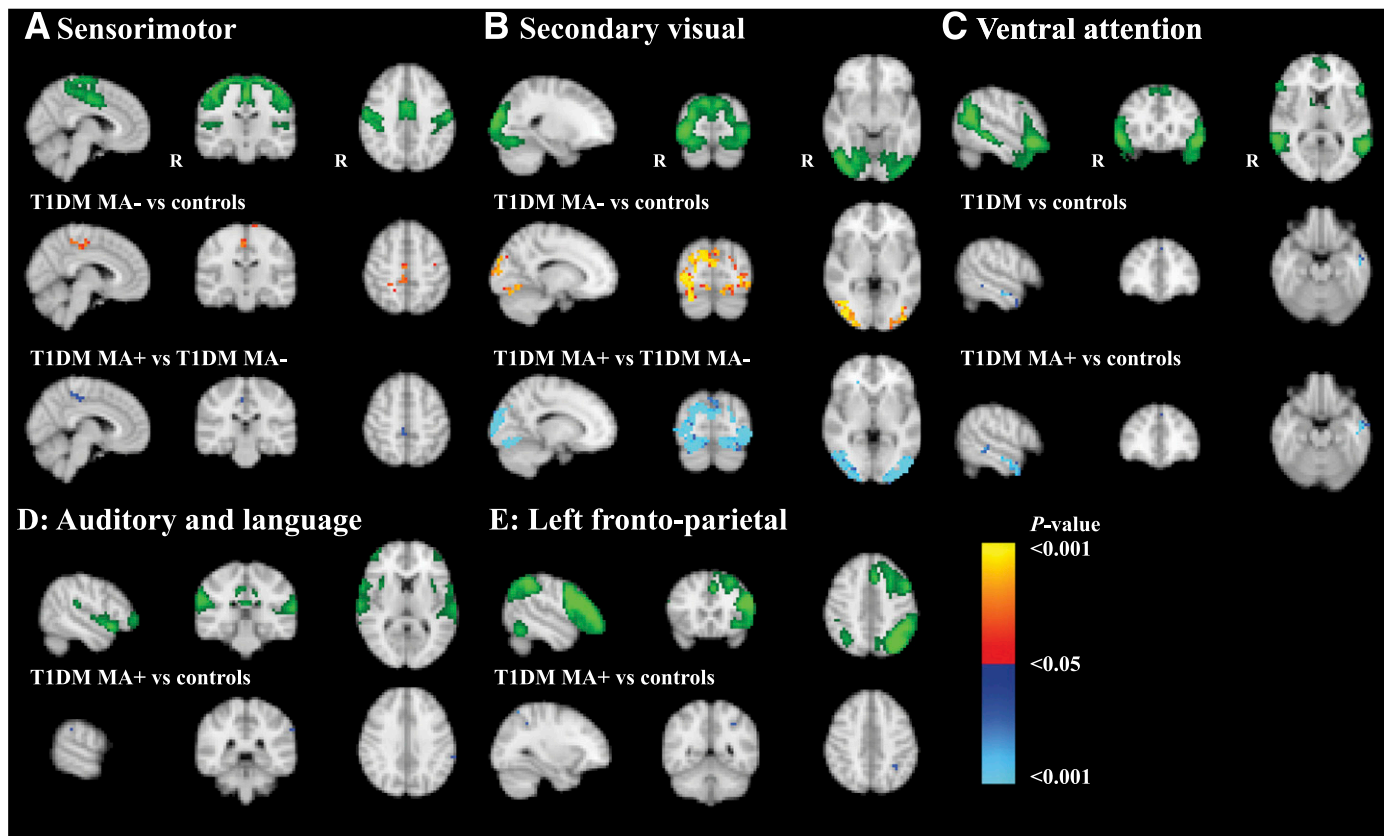 A Sensorimotor
B Secondary visual
C Ventral attention
R
R
R
R
R
R
T1DM MA- vs controls
T1DM MA- vs controls
T1DM vs controls
T1DM MA+ vs T1DM MA-
T1DM MA+ vs T1DM MA-
T1DM MA+ vs controls
D: Auditory and language
E: Left fronto-parietal
P-value
<0.001
<0.05
<0.001
T1DM MA+ vs controls
T1DM MA+ vs controls